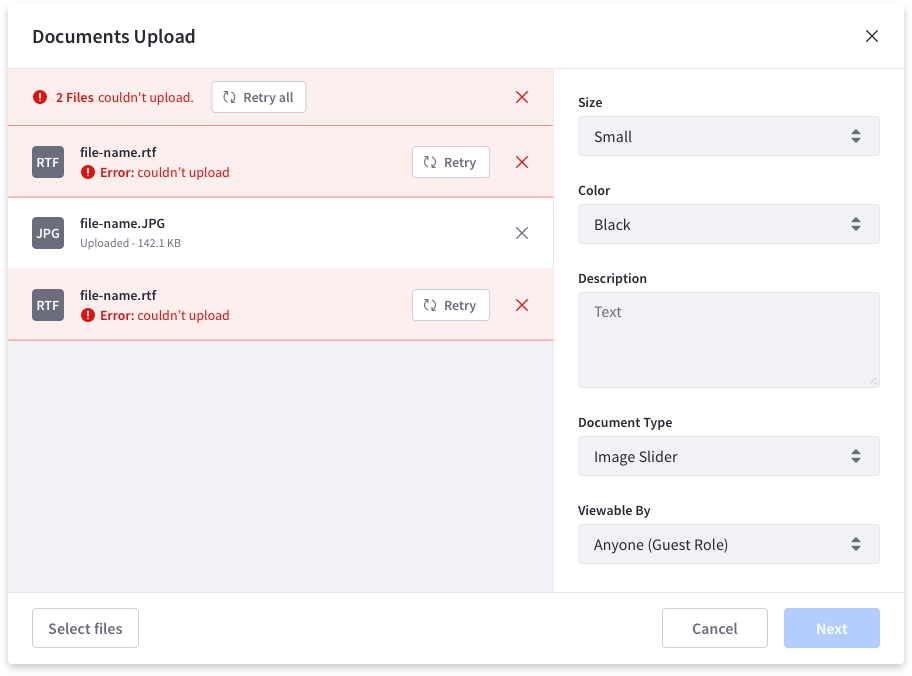 Documents Upload
2 Files couldn't upload. Retry all
RTF file-name.rtf
Error: couldn’t upload Retry
JPG file-name.JPG
Uploaded - 142.1 KB
RTF file-name.rtf
Error: couldn’t upload Retry
Size
Small
Color
Black
Description
Text
Document Type
Image Slider
Viewable By
Anyone (Guest Role)
Select files Cancel Next